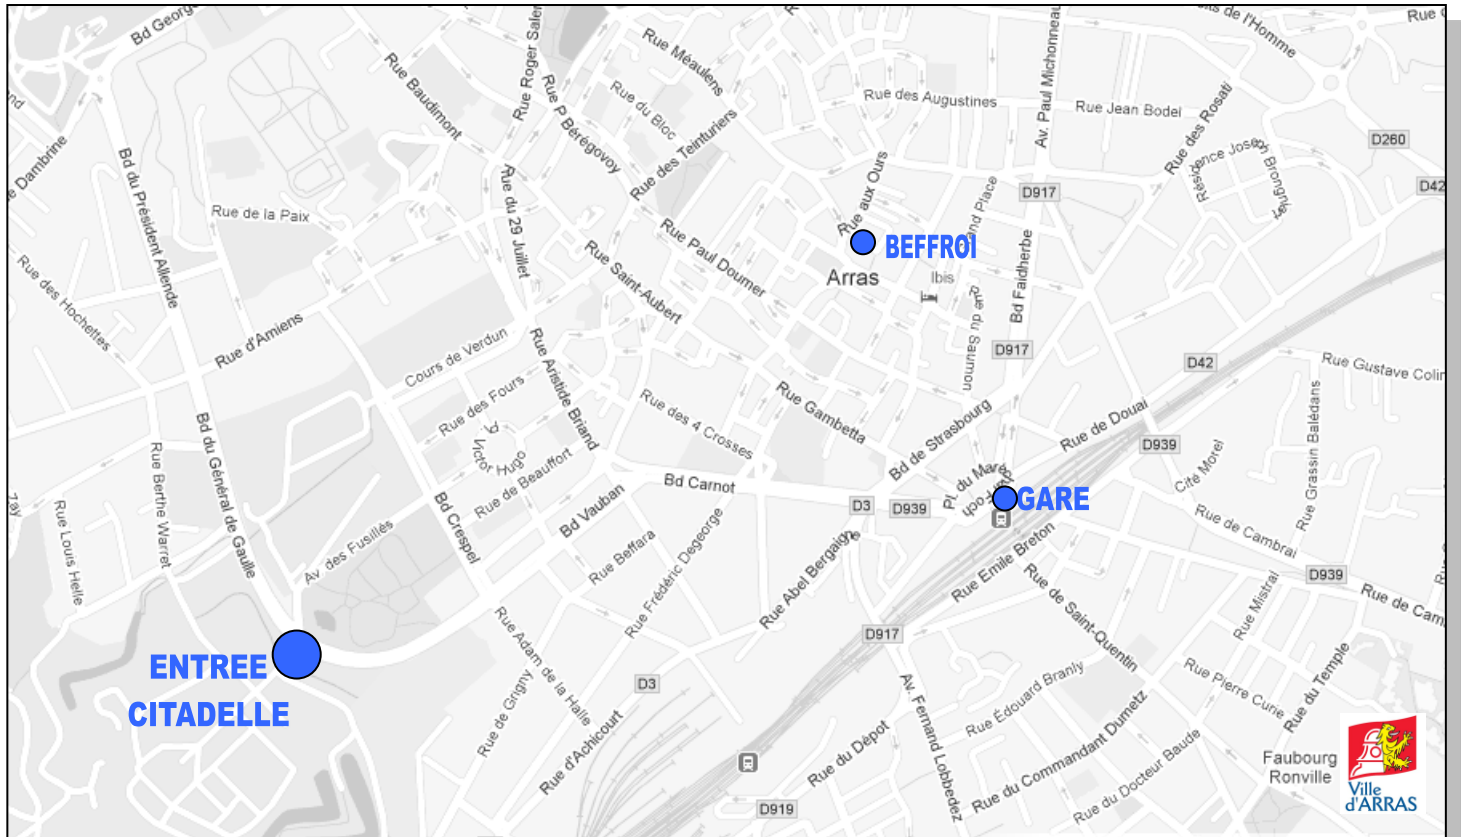 Bd George
Rue Roger Saler
Rue Méaulens
Av. Paul Michonneau
ts de l'Homme
Rue
Rue Baudimont
Rue P Bérégovoy
Rue du Bloc
Rue des Teinturiers
Rue des Augustines
Rue Jean Bodel
Rue des Rosati
D260
D42
e Dambrine
Bd du Président Allende
Rue de la Paix
Rue du 29 Juillet
Rue aux Ours
D917
Résidence Joseph Brongniart
and Place
Rue Paul Doumer
BEFFROI
Arras
Ibis
Rue des Hochettes
Rue Saint-Aubert
Bd Faidherbe
Rue d'Amiens
Cours de Verdun
Rue Aristide Briand
du Saumon
D917
D42
Rue Gustave Colin
Rue des Fours
Rue des 4 Crosses
Rue Gambetta
Bd de Strasbourg
Rue de Douai
D939
Rue Grassin Balédans
Bd du Général de Gaulle
Rue Berthe Warret
Victor Hugo
Rue de Beauffort
Bd Carnot
Pl. du Maré
Foch
Cité Morel
Rue Louis Helle
Bd Crespel
Bd Vauban
D3
D939
GARE
Av. des Fusillés
Rue Beffara
Rue Frédéric Degeorge
Rue Abel Bergaigne
Rue Emile Breton
Rue de Cambrai
D939
Rue de Cam
Rue Mistral
Rue de Saint-Quentin
Rue Adam de la Halle
D917
ENTREE
CITADELLE
Rue de Grigny
D3
Rue d'Achicourt
Av. Fernand Lobbedez
Rue Édouard Branly
Rue Pierre Curie
Rue du Temple
Rue du Dépôt
Rue du Commandant Dumetz
Rue du Docteur Baude
D919
Faubourg
Ronville
Ville
d'ARRAS